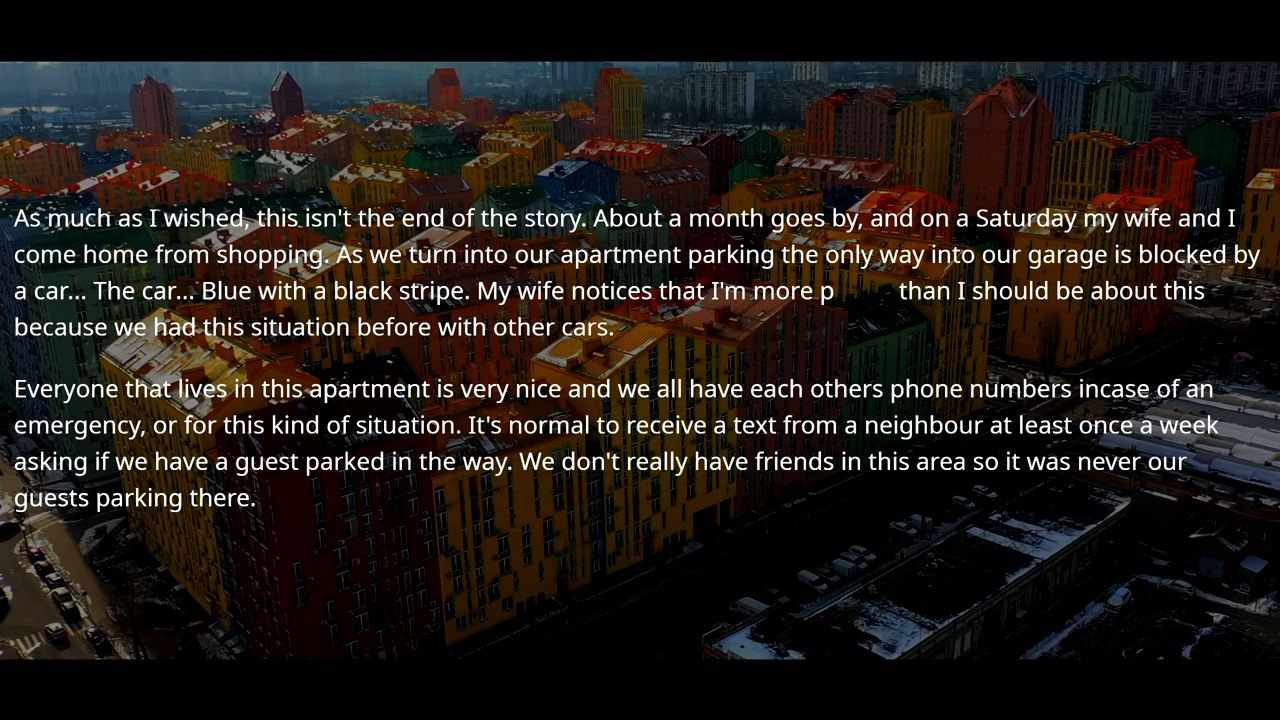 As much as I wished, this isn't the end of the story. About a month goes by, and on a Saturday my wife and I
come home from shopping. As we turn into our apartment parking the only way into our garage is blocked by
a car... The car... Blue with a black stripe. My wife notices that I'm more p than I should be about this
because we had this situation before with other cars.
Everyone that lives in this apartment is very nice and we all have each others phone numbers incase of an
emergency, or for this kind of situation. It's normal to receive a text from a neighbour at least once a week
asking if we have a guest parked in the way. We don't really have friends in this area so it was never our
guests parking there.